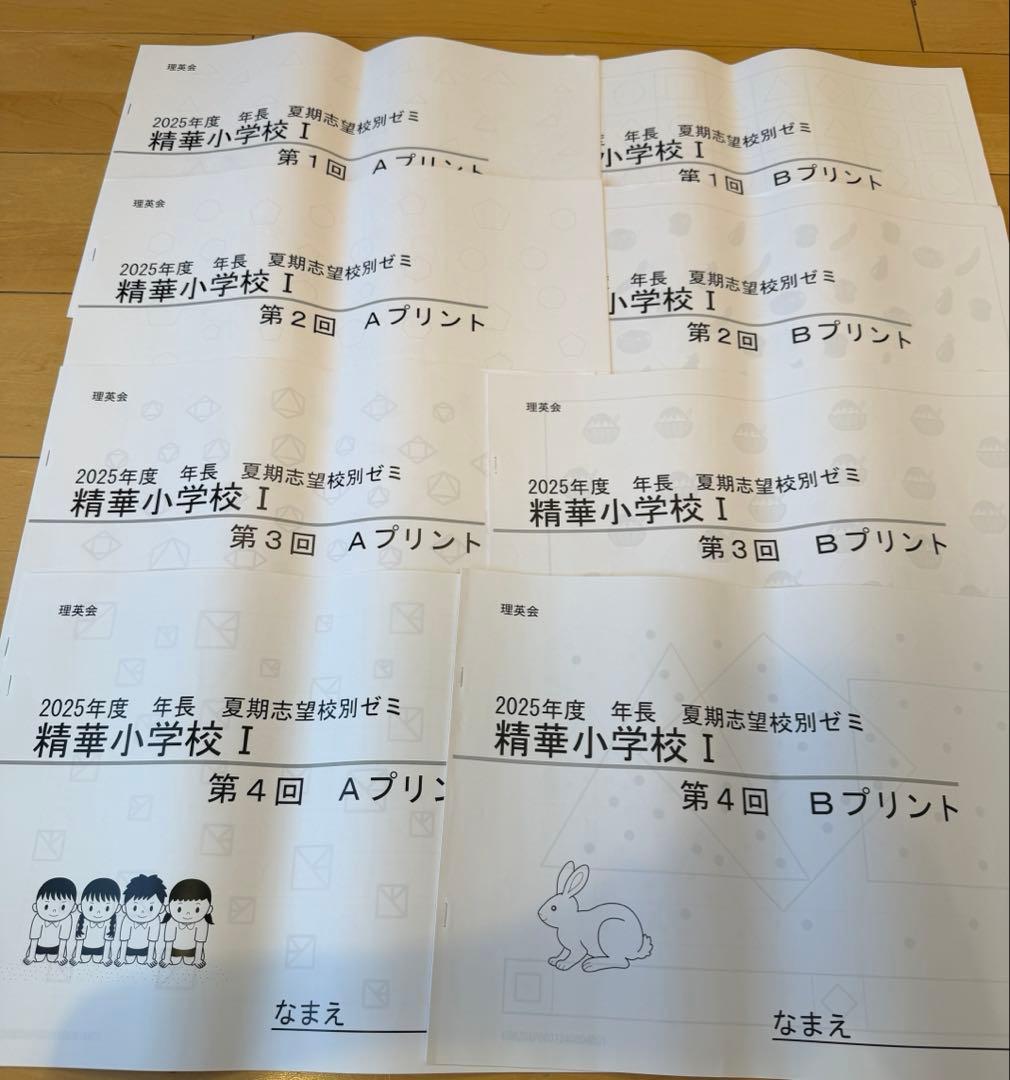 理英会
2025年度 年長 夏期志望校別ゼミ
精華小学校 Ⅰ
第1回 Aプリント
年長 夏期志望校別ゼミ
小学校 Ⅰ
第1回 Bプリント
理英会
2025年度 年長 夏期志望校別ゼミ
精華小学校 Ⅰ
第2回 Aプリント
年長 夏期志望校別ゼミ
小学校 Ⅰ
第2回 Bプリント
理英会
2025年度 年長 夏期志望校別ゼミ
精華小学校 Ⅰ
第3回 Aプリント
理英会
2025年度 年長 夏期志望校別ゼミ
精華小学校 Ⅰ
第3回 Bプリント
理英会
2025年度 年長 夏期志望校別ゼミ
精華小学校 Ⅰ
第4回 Aプリン
なまえ
理英会
2025年度 年長 夏期志望校別ゼミ
精華小学校 Ⅰ
第4回 Bプリント
なまえ